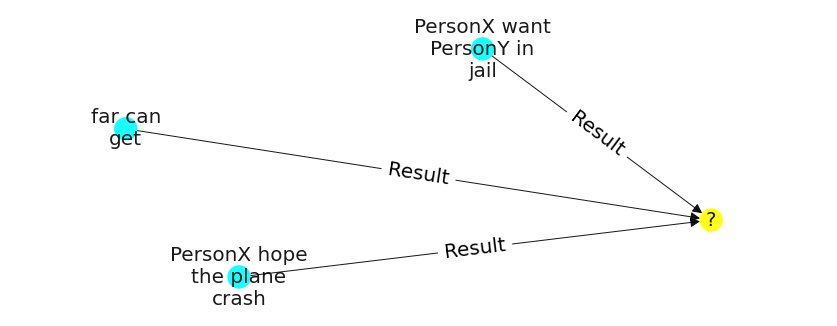 PersonX want
PersonY in
jail
far can
get
Result
Result
?
Result
PersonX hope
the plane
crash